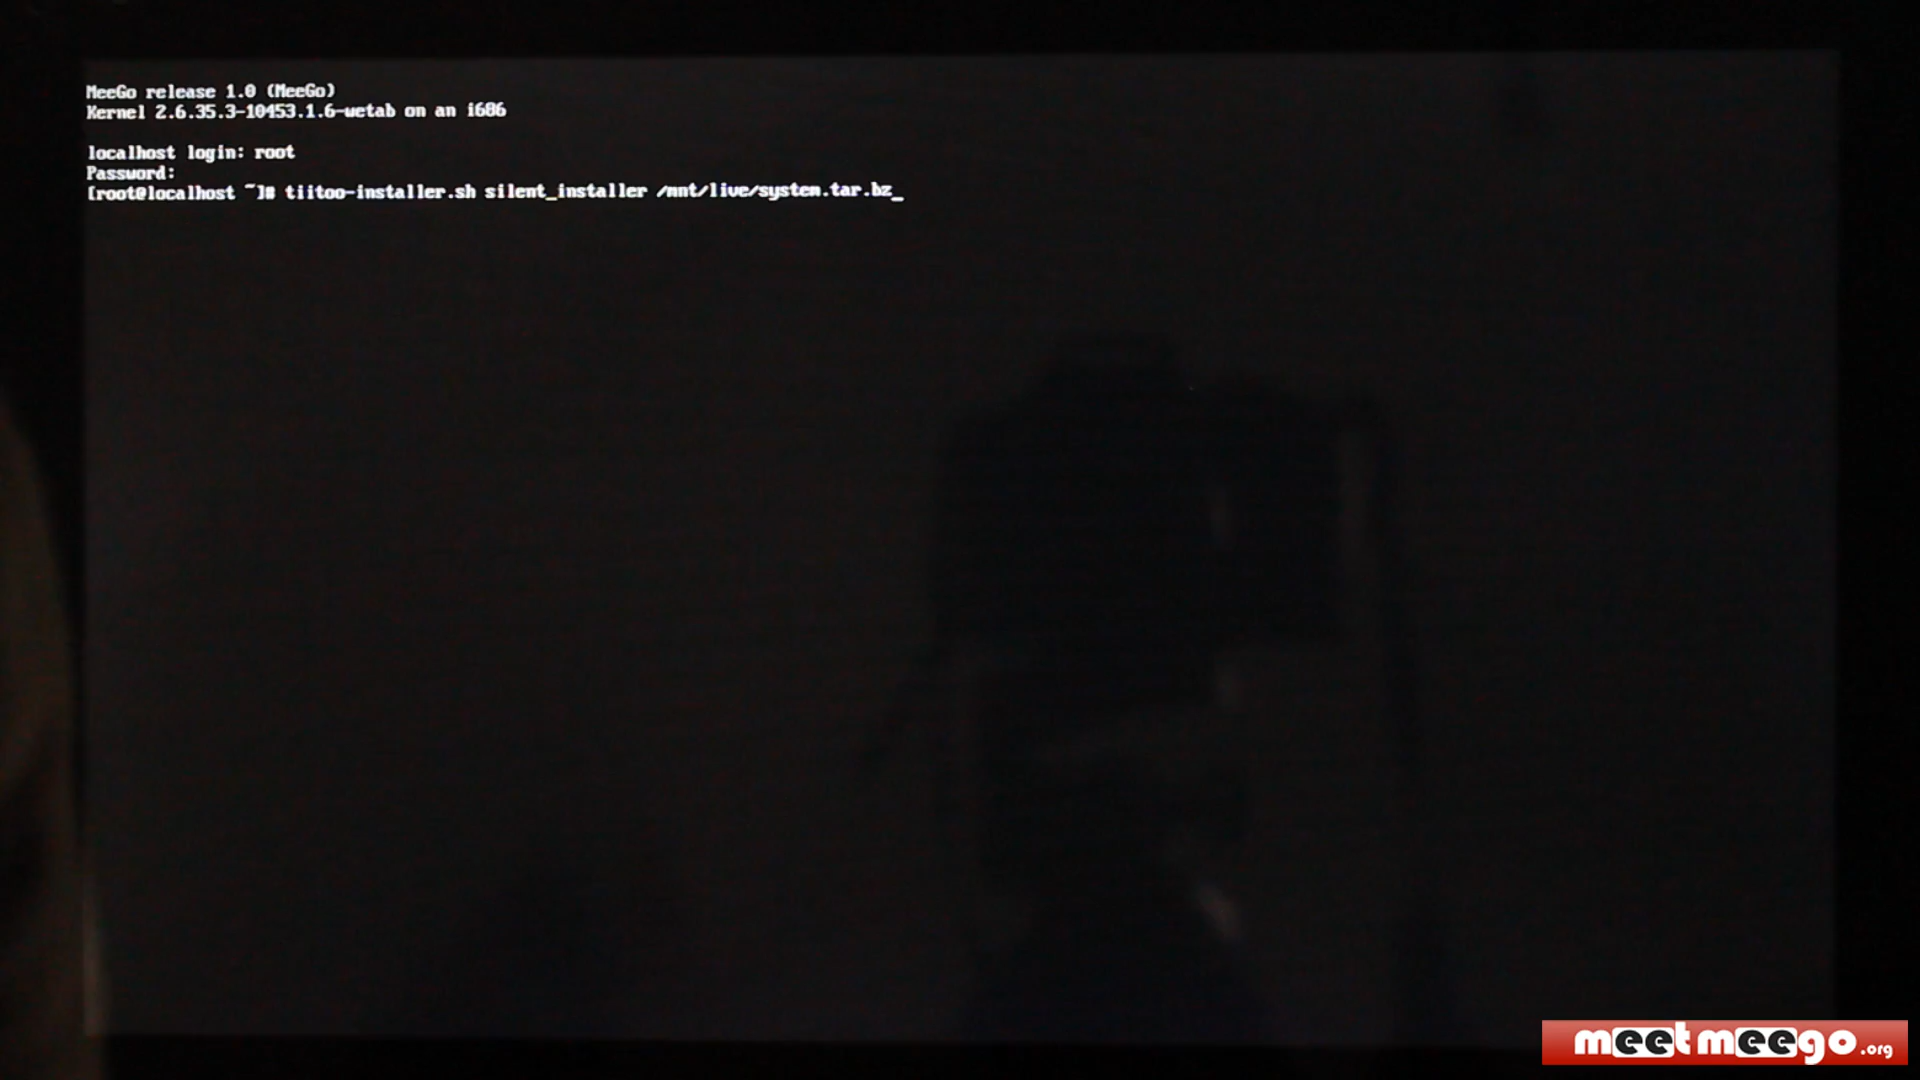 MeeGo release 1.0 (MeeGo)
Kernel 2.6.35.3-10453.1.6-wetab on an i686
localhost login: root
Password:
[root@localhost ~]# tiitoo-installer.sh silent_installer /mnt/live/system.tar.bz_
meetmeego.org